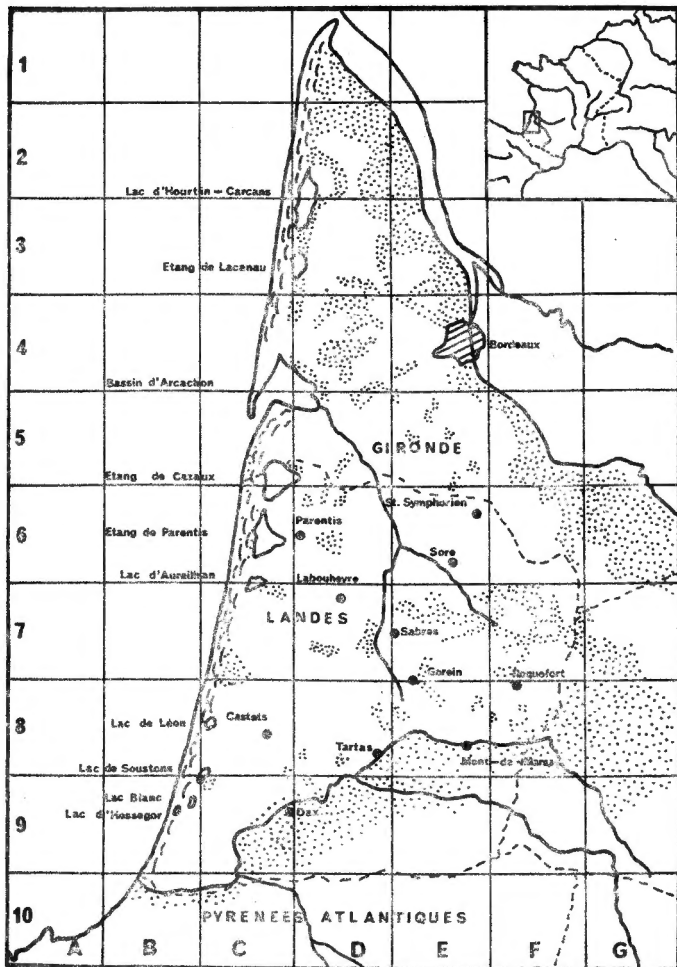 1
2
Lac d'Hourtin - Carcans
3
Etang de Lacanau
4
Bordeaux
Bassin d'Arcachon
5
GIRONDE
Etang de Cazaux
St. Symphorien
6
Parentis
Etang de Parentis
Sore
Lac d'Aureilhan
Labouheyre
LANDES
7
Sabres
Garein
Roquefort
8
Lac de Léon
Castets
Tartas
Mont-de-Marsan
Lac de Soustons
Lac Blanc
Lac d'Hossegor
Dax
9
10
PYRENEES ATLANTIQUES
A B C D E F G